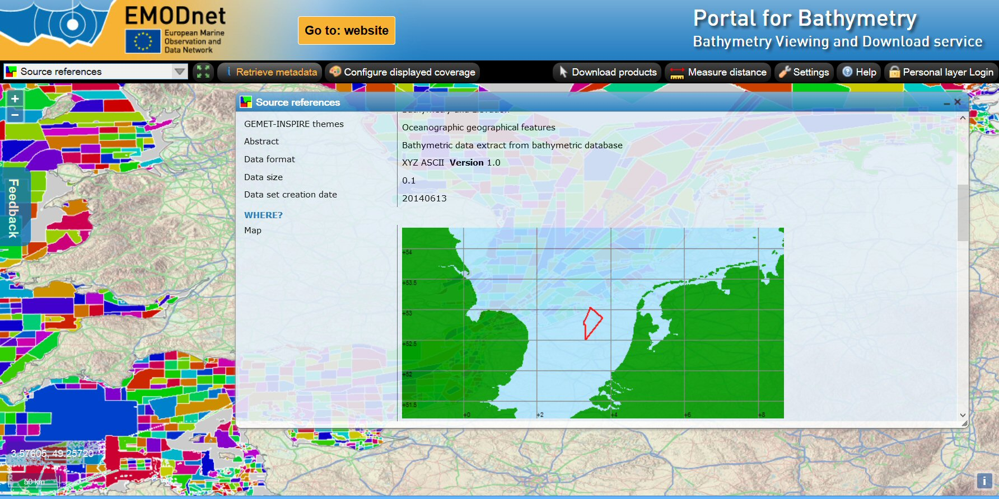 EMODnet
European Marine
Observation and
Data Network
Go to: website
Portal for Bathymetry
Bathymetry Viewing and Download service
Source references
Retrieve metadata
Configure displayed coverage
Download products
Measure distance
Settings
Help
Personal layer Login
+
−
Feedback
Source references
Bathymetry and Elevation
GEMET-INSPIRE themes
Oceanographic geographical features
Abstract
Bathymetric data extract from bathymetric database
Data format
XYZ ASCII Version 1.0
Data size
0.1
Data set creation date
20140613
WHERE?
Map
+54
+53.5
+53
+52.5
+52
+51.5
+0 +2 +4 +6 +8
3.57605, 49.25720
50 km
i